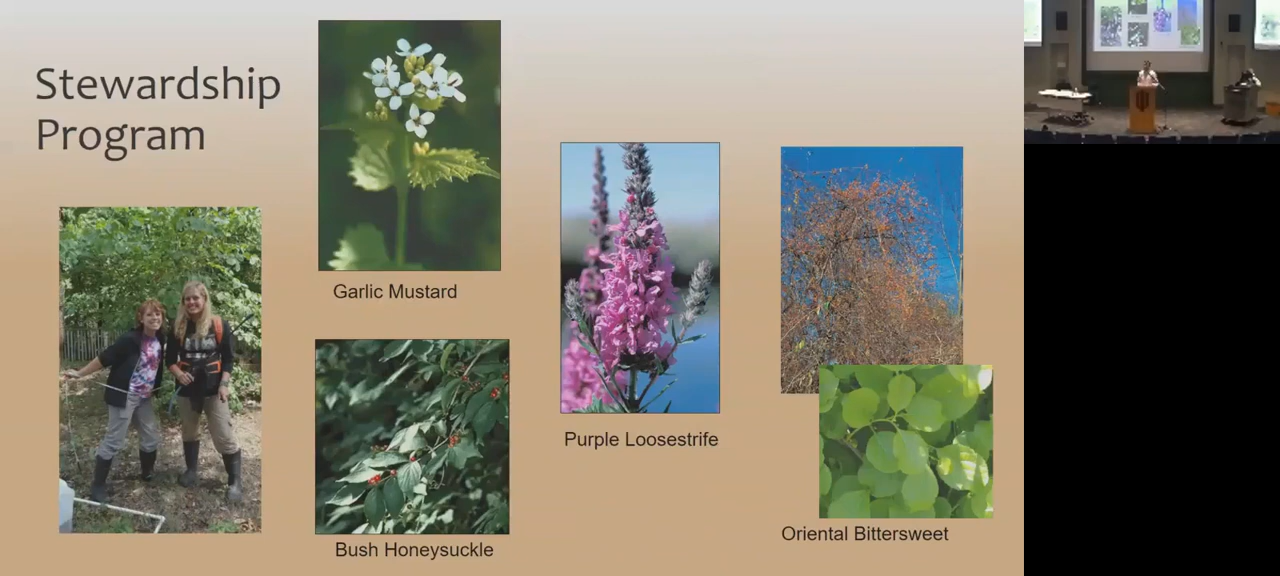 Stewardship
Program
Garlic Mustard
Purple Loosestrife
Oriental Bittersweet
Bush Honeysuckle